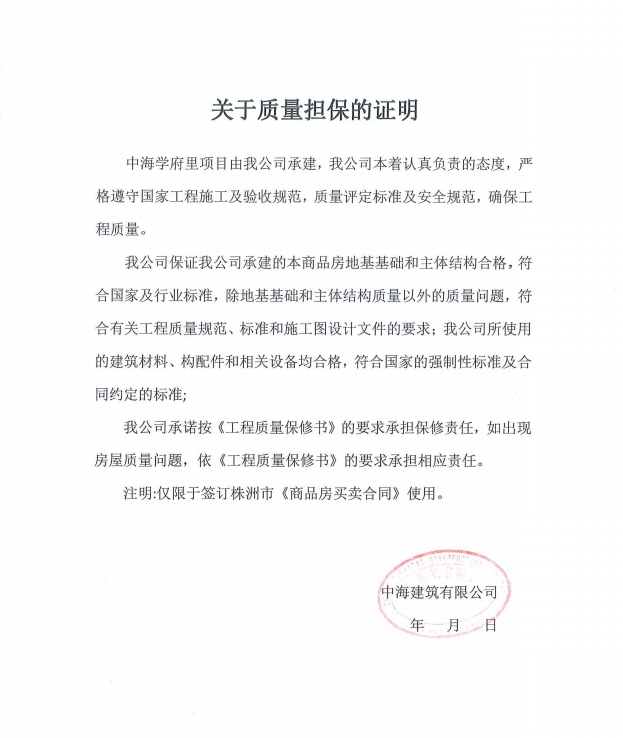 关于质量担保的证明
中海学府里项目由我公司承建，我公司本着认真负责的态度，严
格遵守国家工程施工及验收规范，质量评定标准及安全规范，确保工
程质量。
我公司保证我公司承建的本商品房地基基础和主体结构合格，符
合国家及行业标准，除地基基础和主体结构质量以外的质量问题，符
合有关工程质量规范、标准和施工图设计文件的要求；我公司所使用
的建筑材料、构配件和相关设备均合格，符合国家的强制性标准及合
同约定的标准;
我公司承诺按《工程质量保修书》的要求承担保修责任，如出现
房屋质量问题，依《工程质量保修书》的要求承担相应责任。
注明:仅限于签订株洲市《商品房买卖合同》使用。
中海建筑有限公司
年 月 日